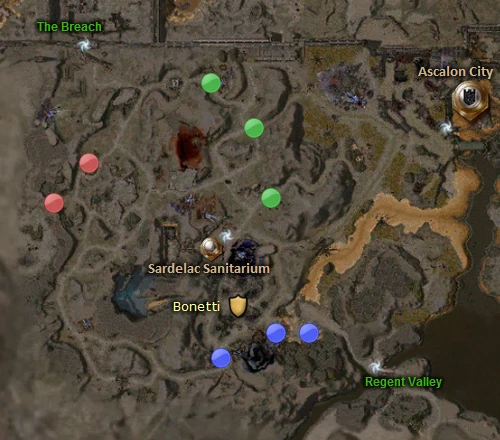 The Breach
Ascalon City
Sardelac Sanitarium
Bonetti
Regent Valley